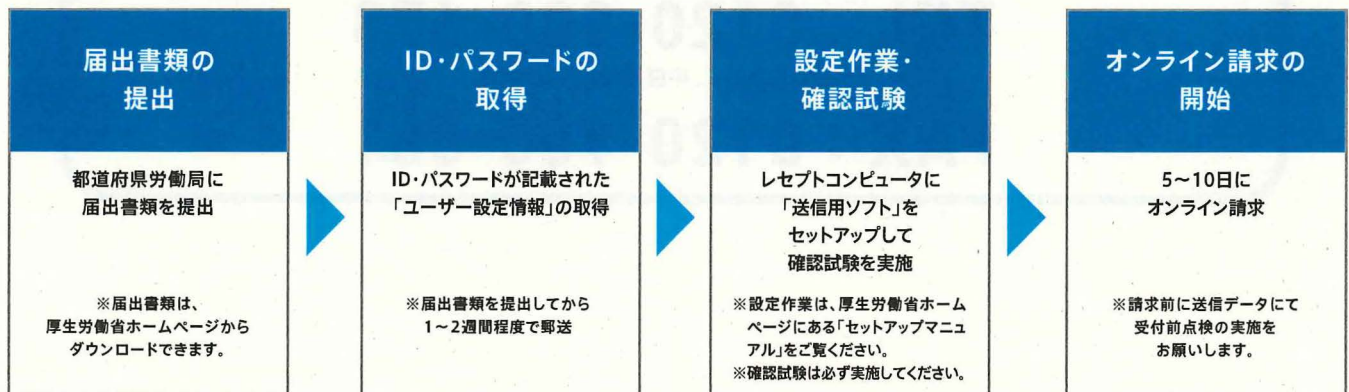 届出書類の
提出
都道府県労働局に
届出書類を提出
※届出書類は、
厚生労働省ホームページから
ダウンロードできます。
ID・パスワードの
取得
ID・パスワードが記載された
「ユーザー設定情報」の取得
※届出書類を提出してから
1~2週間程度で郵送
設定作業・
確認試験
レセプトコンピュータに
「送信用ソフト」を
セットアップして
確認試験を実施
※設定作業は、厚生労働省ホーム
ページにある「セットアップマニュ
アル」をご覧ください。
※確認試験は必ず実施してください。
オンライン請求の
開始
5~10日に
オンライン請求
※請求前に送信データにて
受付前点検の実施を
お願いします。